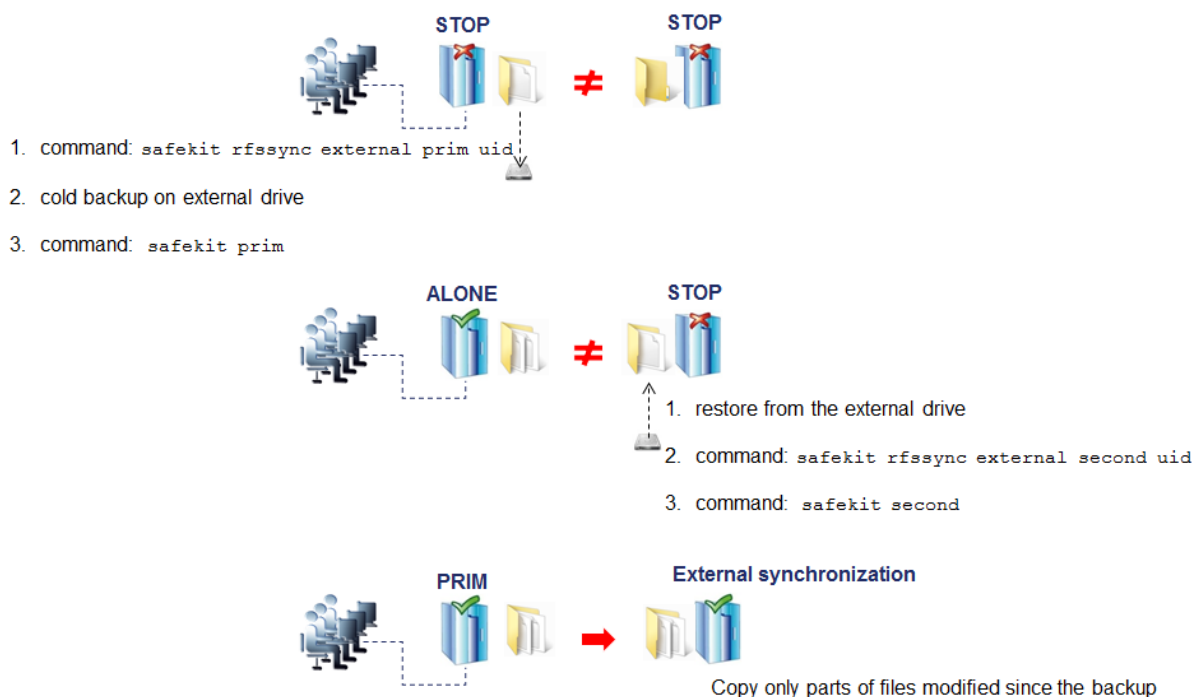 STOP STOP
≠
1. command: safekit rfssync external prim uid
2. cold backup on external drive
3. command: safekit prim
ALONE STOP
≠
1. restore from the external drive
2. command: safekit rfssync external second uid
3. command: safekit second
PRIM External synchronization
Copy only parts of files modified since the backup